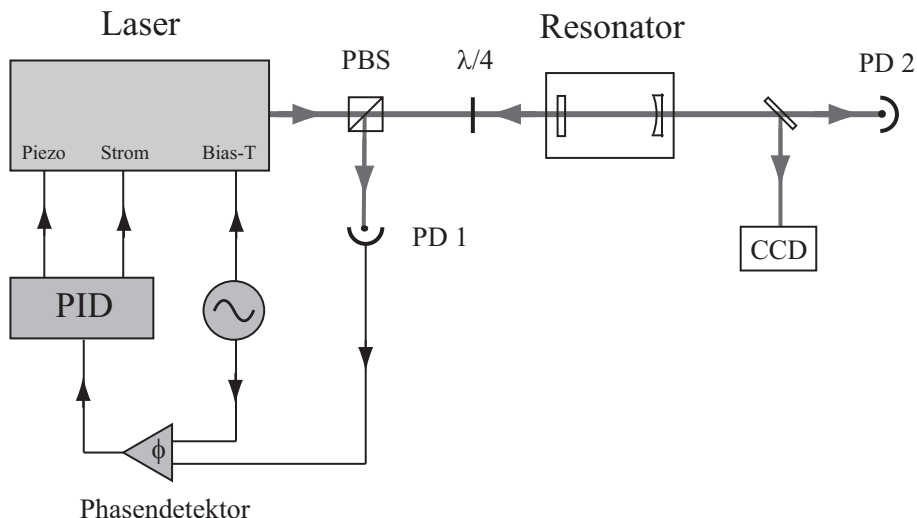 Laser
Resonator
PBS
λ/4
PD 2
Piezo
Strom
Bias-T
PD 1
CCD
PID
ϕ
Phasendetektor